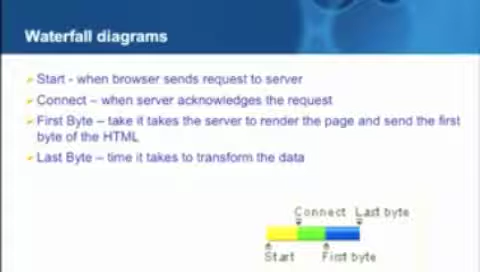 Waterfall diagrams
Start - when browser sends request to server
Connect – when server acknowledges the request
First Byte – take it takes the server to render the page and send the first
byte of the HTML
Last Byte – time it takes to transform the data
Connect Last byte
Start First byte